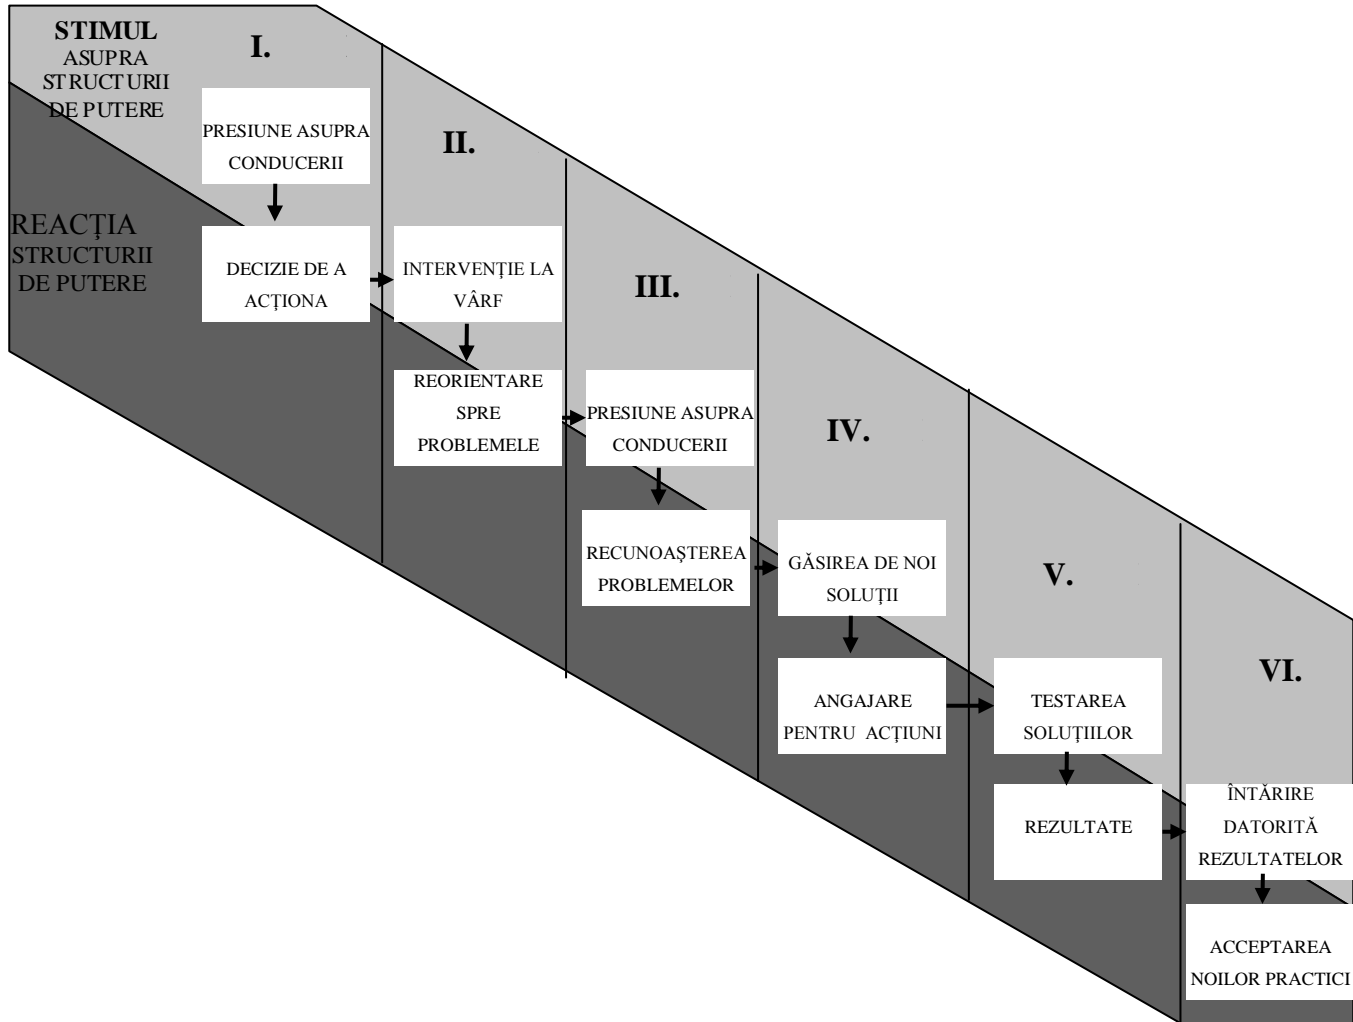 STIMUL
ASUPRA
STRUCTURII
DE PUTERE
I.
PRESIUNE ASUPRA
CONDUCERII
II.
REACȚIA
STRUCTURII
DE PUTERE
DECIZIE DE A
ACȚIONA
INTERVENȚIE LA
VÂRF
III.
REORIENTARE
SPRE
PROBLEMELE
PRESIUNE ASUPRA
CONDUCERII
IV.
RECUNOAȘTEREA
PROBLEMELOR
GĂSIREA DE NOI
SOLUȚII
V.
ANGAJARE
PENTRU ACȚIUNI
TESTAREA
SOLUȚIILOR
VI.
REZULTATE
ÎNTĂRIRE
DATORITĂ
REZULTATELOR
ACCEPTAREA
NOILOR PRACTICI